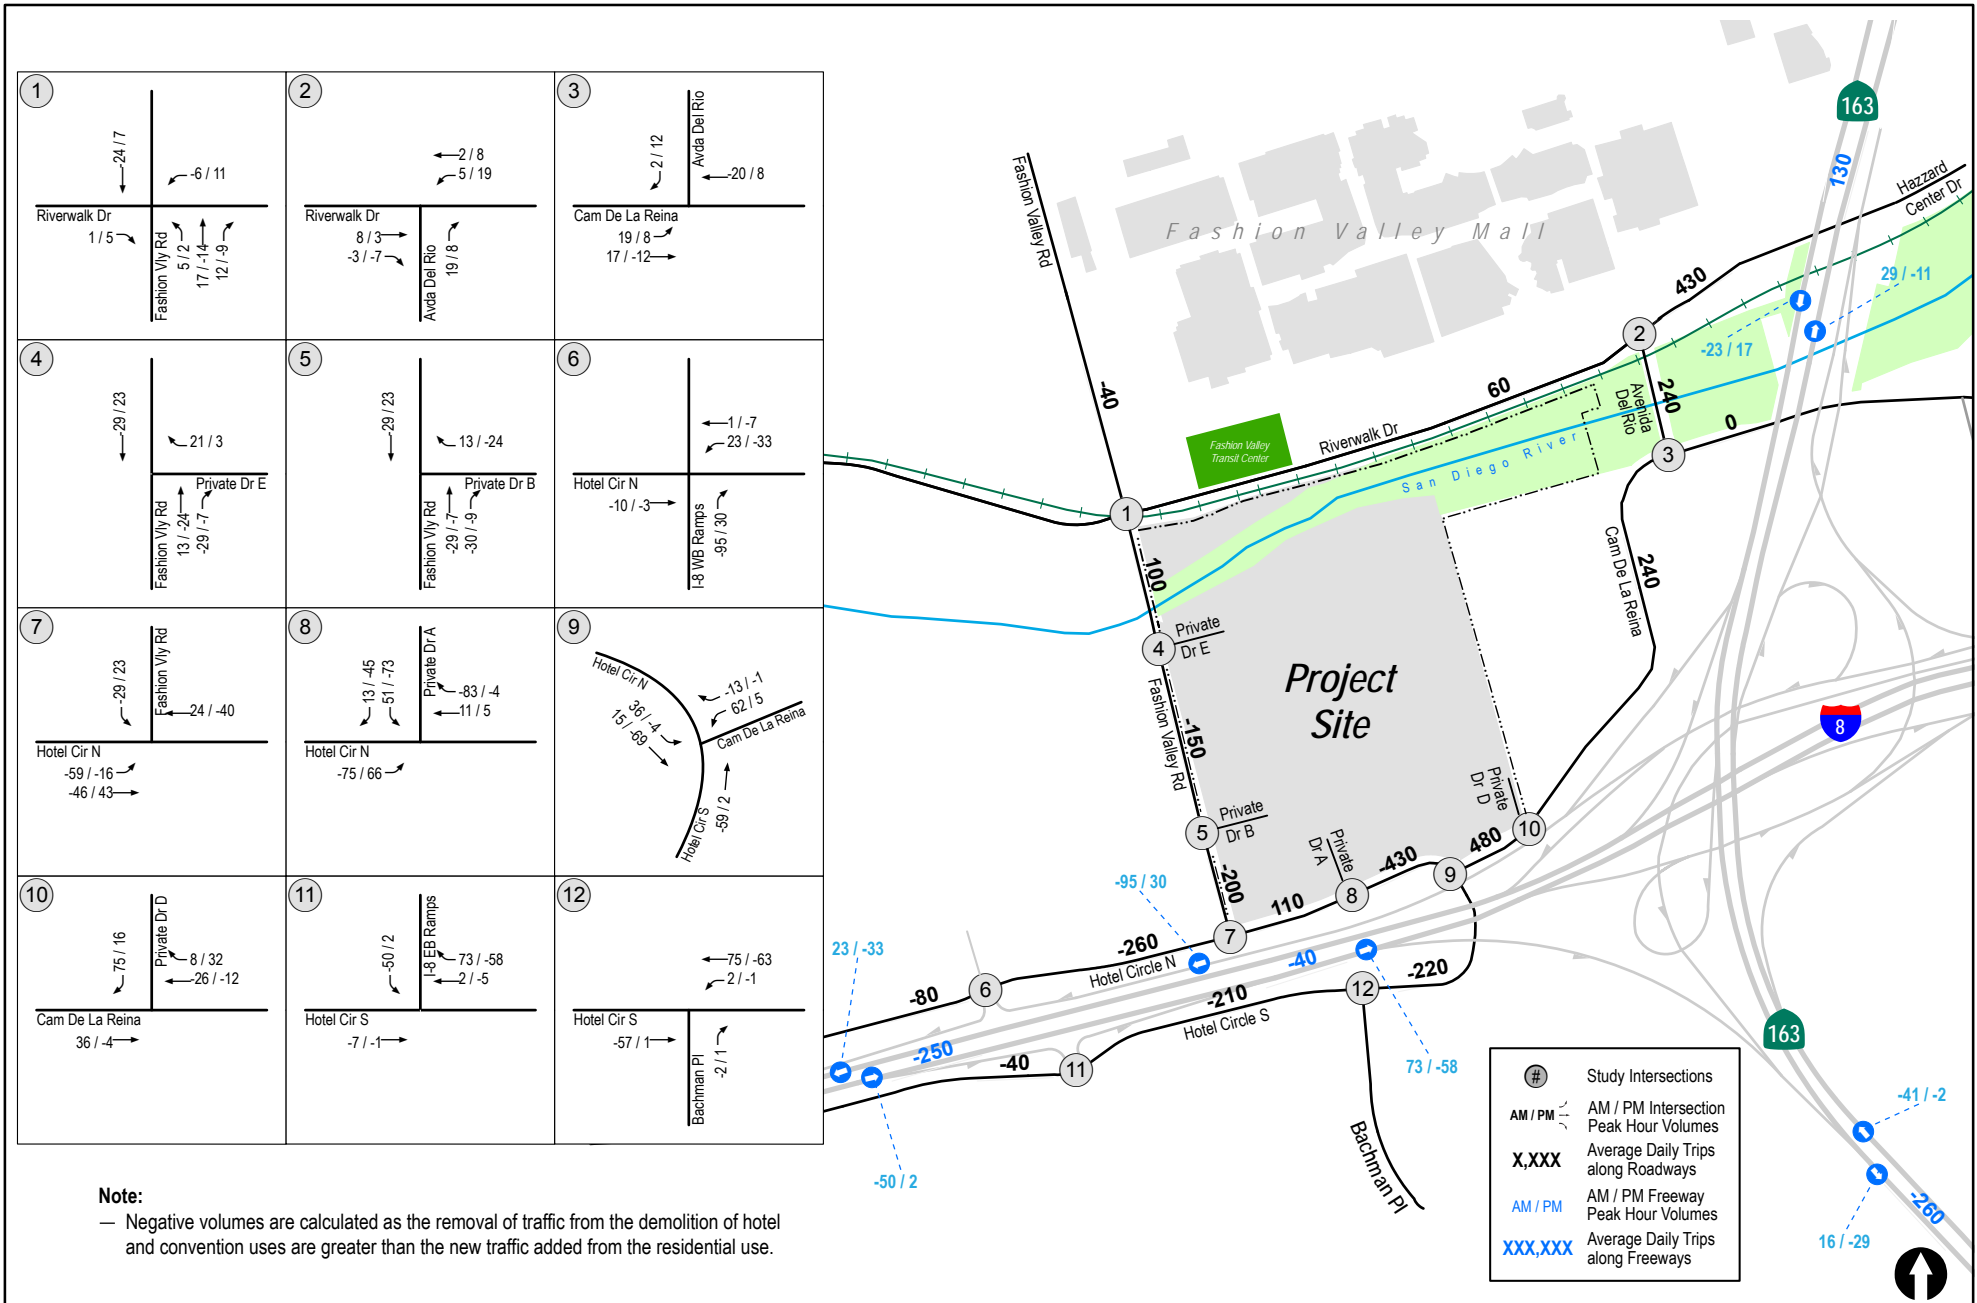 1
-24 / 7
-6 / 11
Riverwalk Dr
1 / 5
Fashion Vly Rd
5 / 2
17 / -14
12 / -9
2
2 / 8
5 / 19
Riverwalk Dr
8 / 3
-3 / -7
Avda Del Rio
19 / 8
3
2 / 12
Avda Del Rio
-20 / 8
Cam De La Reina
19 / 8
17 / -12
4
-29 / 23
21 / 3
Private Dr E
Fashion Vly Rd
13 / -24
-29 / -7
5
-29 / 23
13 / -24
Private Dr B
Fashion Vly Rd
-29 / -7
-30 / -9
6
1 / -7
23 / -33
Hotel Cir N
-10 / -3
I-8 WB Ramps
-95 / 30
7
-29 / 23
Fashion Vly Rd
24 / -40
Hotel Cir N
-59 / -16
-46 / 43
8
13 / -45
51 / -73
Private Dr A
-83 / -4
11 / 5
Hotel Cir N
-75 / 66
9
Hotel Cir N
-13 / -1
62 / 5
36 / -4
15 / -69
Cam De La Reina
-59 / 2
Hotel Cir S
10
75 / 16
Private Dr D
8 / 32
-26 / -12
Cam De La Reina
36 / -4
11
-50 / 2
I-8 EB Ramps
73 / -58
2 / -5
Hotel Cir S
-7 / -1
12
75 / -63
2 / -1
Hotel Cir S
-57 / 1
Bachman Pl
-2 / 1
Note:
— Negative volumes are calculated as the removal of traffic from the demolition of hotel
and convention uses are greater than the new traffic added from the residential use.
163
130
Hazzard
Center Dr
Fashion Valley Rd
Fashion Valley Mall
430
29 / -11
-23 / 17
2
-40
60
Avenida
Del Rio
240
0
Fashion Valley
Transit Center
Riverwalk Dr
San Diego River
3
1
100
Cam De La Reina
240
4
Private
Dr E
Project
Site
Fashion Valley Rd
-150
8
Private
Dr D
5
Private
Dr B
Private
Dr A
10
480
-430
9
-200
110
8
-95 / 30
7
23 / -33
-260
Hotel Circle N
-40
-220
6
-80
12
-210
Hotel Circle S
-250
-40
11
73 / -58
163
-50 / 2
Bachman Pl
-41 / -2
-260
16 / -29
# Study Intersections
AM / PM AM / PM Intersection
Peak Hour Volumes
X,XXX Average Daily Trips
along Roadways
AM / PM AM / PM Freeway
Peak Hour Volumes
XXX,XXX Average Daily Trips
along Freeways